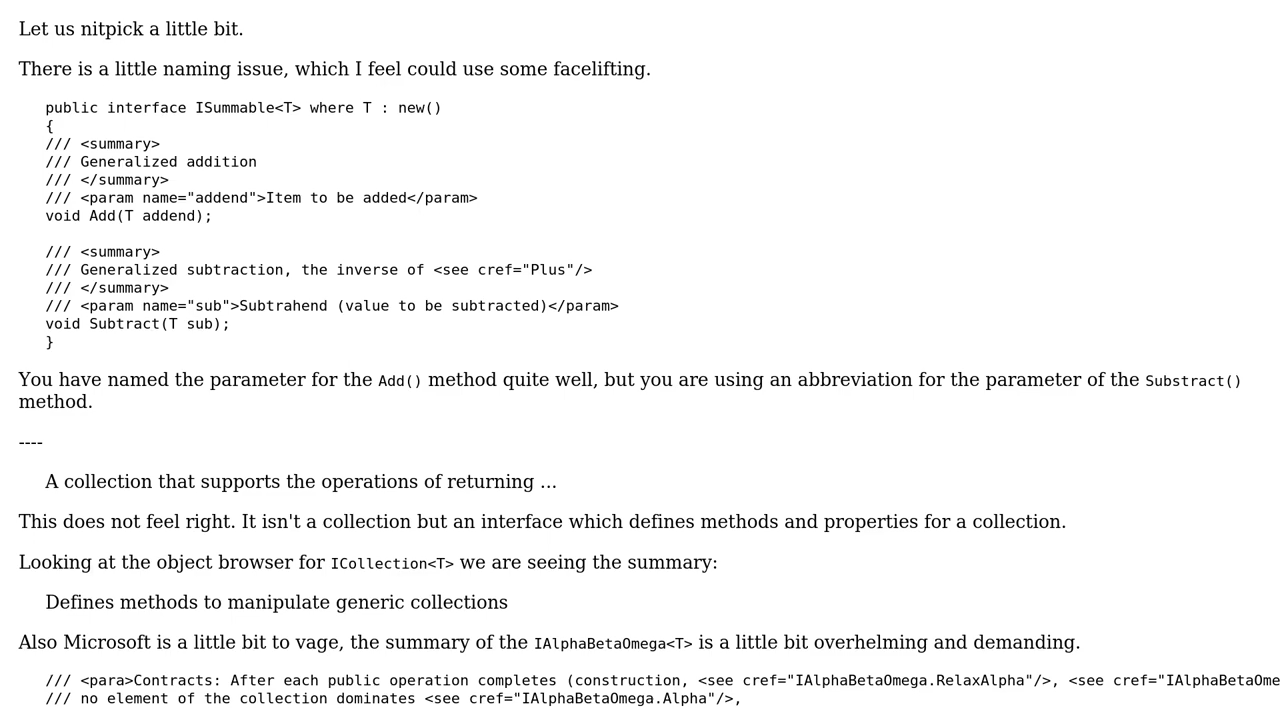 Let us nitpick a little bit.
There is a little naming issue, which I feel could use some facelifting.
public interface ISummable<T> where T : new()
{
/// <summary>
/// Generalized addition
/// </summary>
/// <param name="addend">Item to be added</param>
void Add(T addend);
/// <summary>
/// Generalized subtraction, the inverse of <see cref="Plus"/>
/// </summary>
/// <param name="sub">Subtrahend (value to be subtracted)</param>
void Subtract(T sub);
}
You have named the parameter for the Add() method quite well, but you are using an abbreviation for the parameter of the Substract()
method.
----
A collection that supports the operations of returning ...
This does not feel right. It isn't a collection but an interface which defines methods and properties for a collection.
Looking at the object browser for ICollection<T> we are seeing the summary:
Defines methods to manipulate generic collections
Also Microsoft is a little bit to vage, the summary of the IAlphaBetaOmega<T> is a little bit overhelming and demanding.
/// <para>Contracts: After each public operation completes (construction, <see cref="IAlphaBetaOmega.RelaxAlpha"/>, <see cref="IAlphaBetaOme
/// no element of the collection dominates <see cref="IAlphaBetaOmega.Alpha"/>,